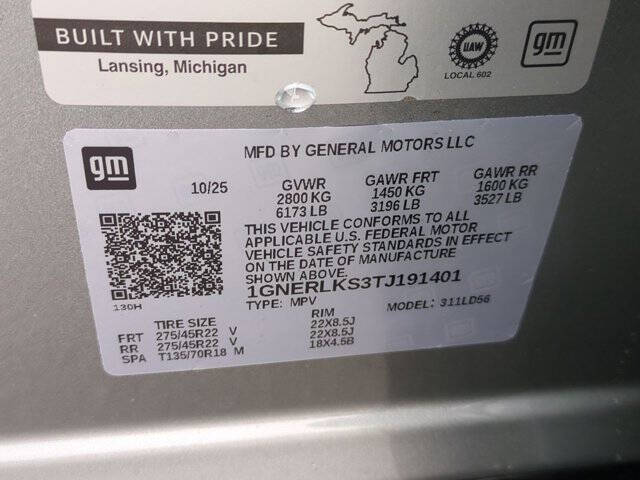 BUILT WITH PRIDE
Lansing, Michigan
UAW
LOCAL 602
gm
gm
MFD BY GENERAL MOTORS LLC
10/25 GVWR GAWR FRT GAWR RR
2800 KG 1450 KG 1600 KG
6173 LB 3196 LB 3527 LB
THIS VEHICLE CONFORMS TO ALL
APPLICABLE U.S. FEDERAL MOTOR
VEHICLE SAFETY STANDARDS IN EFFECT
ON THE DATE OF MANUFACTURE
SHOWN ABOVE.
1GNERLKS3TJ191401
130H
TYPE: MPV MODEL: 311LD56
TIRE SIZE RIM
FRT 275/45R22 V 22X8.5J
RR 275/45R22 V 22X8.5J
SPA T135/70R18 M 18X4.5B